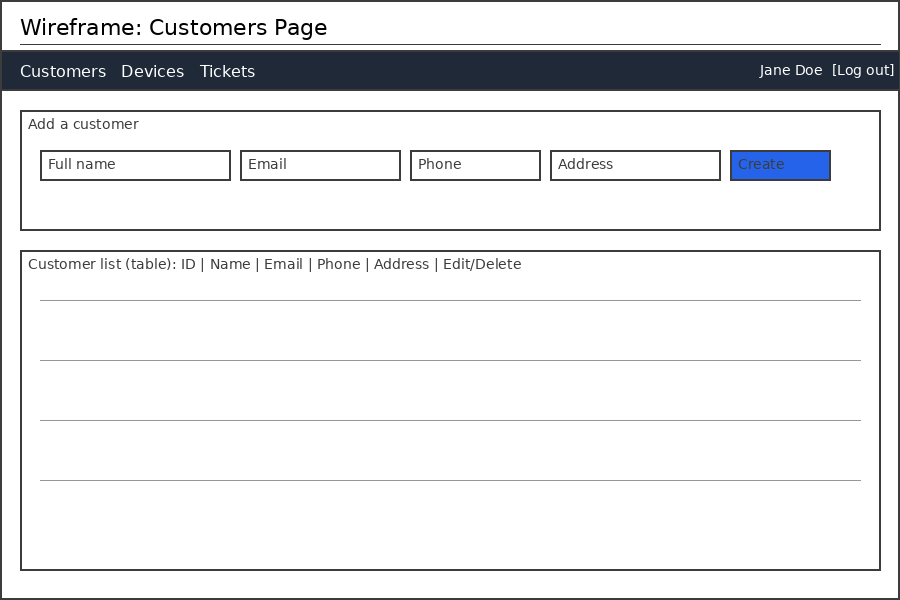 Wireframe: Customers Page
Customers Devices Tickets Jane Doe [Log out]
Add a customer
Full name Email Phone Address Create
Customer list (table): ID | Name | Email | Phone | Address | Edit/Delete